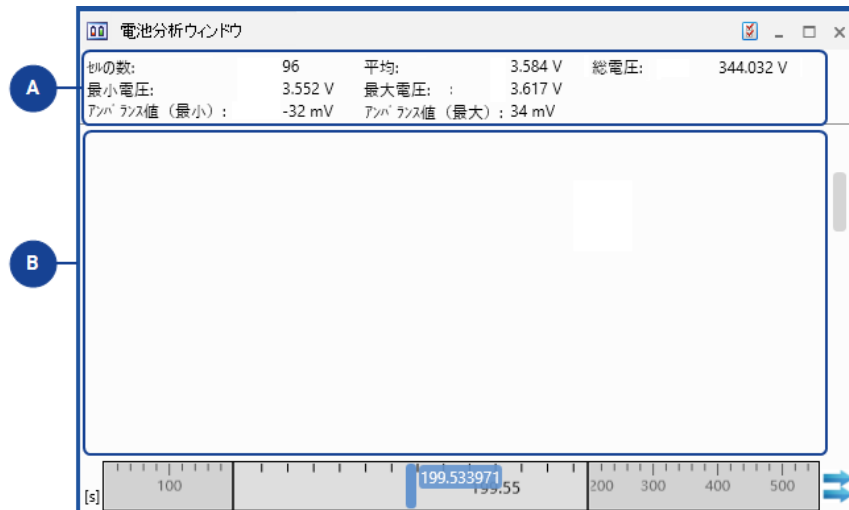 電池分析ウィンドウ
A
ｾﾙの数: 96 平均: 3.584 V 総電圧: 344.032 V
最小電圧: 3.552 V 最大電圧: : 3.617 V
ｱﾝﾊﾞﾗﾝｽ値（最小）: -32 mV ｱﾝﾊﾞﾗﾝｽ値（最大）: 34 mV
B
[s] 100 199.533971 199.55 200 300 400 500